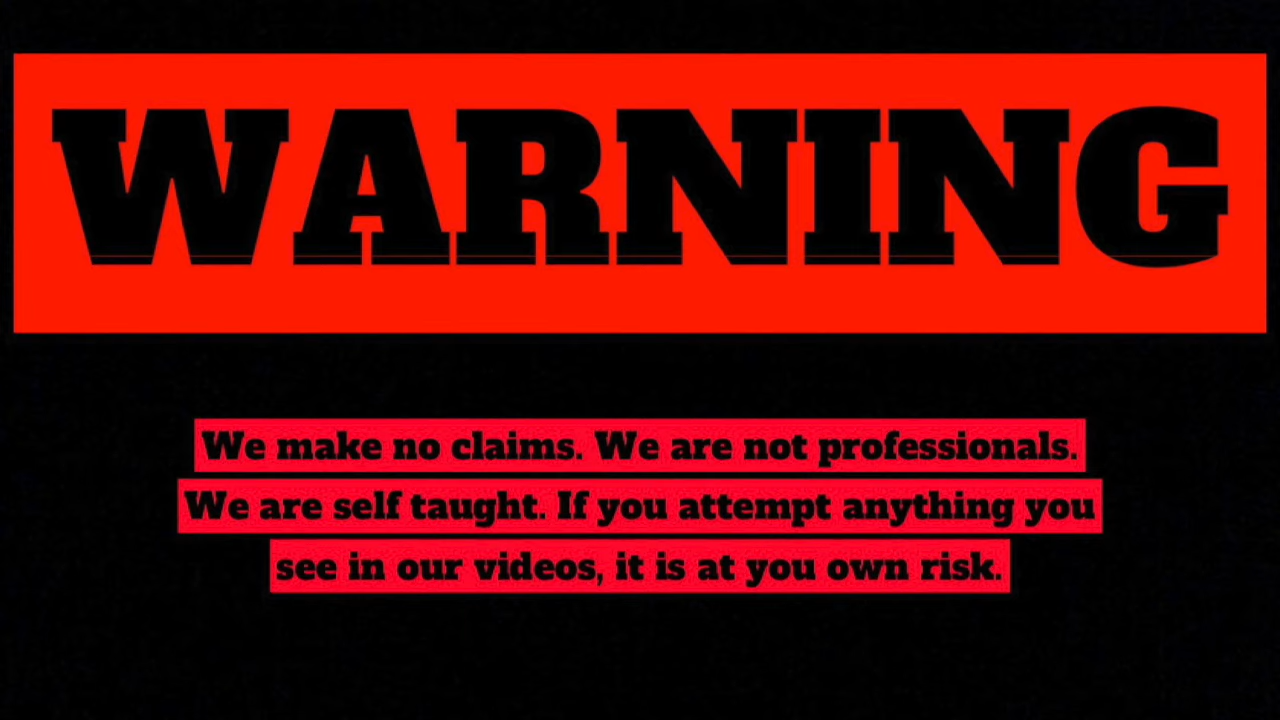 WARNING
We make no claims. We are not professionals.
We are self taught. If you attempt anything you
see in our videos, it is at you own risk.